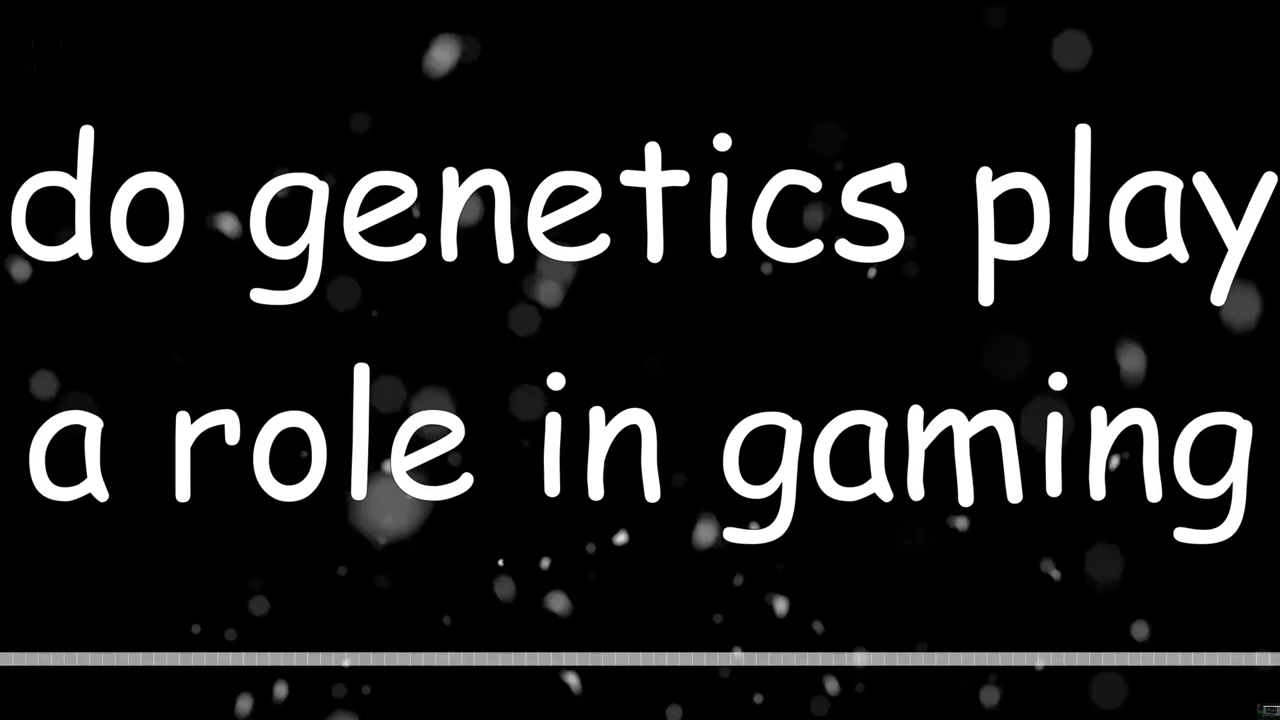 do genetics play
a role in gaming